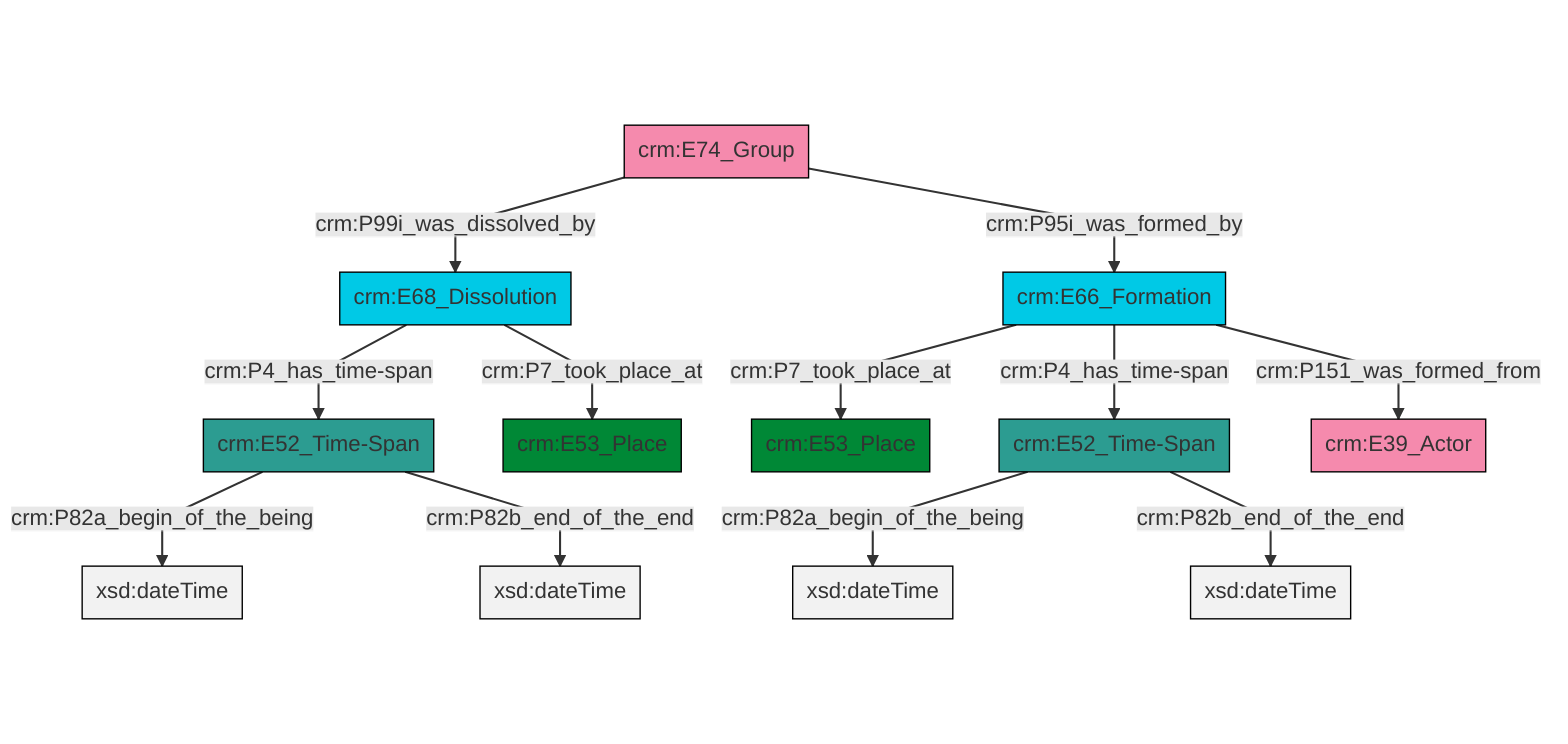 crm:E74_Group
crm:P99i_was_dissolved_by
crm:P95i_was_formed_by
crm:E68_Dissolution
crm:E66_Formation
crm:P4_has_time-span
crm:P7_took_place_at
crm:P7_took_place_at
crm:P4_has_time-span
crm:P151_was_formed_from
crm:E52_Time-Span
crm:E53_Place
crm:E53_Place
crm:E52_Time-Span
crm:E39_Actor
crm:P82a_begin_of_the_being
crm:P82b_end_of_the_end
crm:P82a_begin_of_the_being
crm:P82b_end_of_the_end
xsd:dateTime
xsd:dateTime
xsd:dateTime
xsd:dateTime